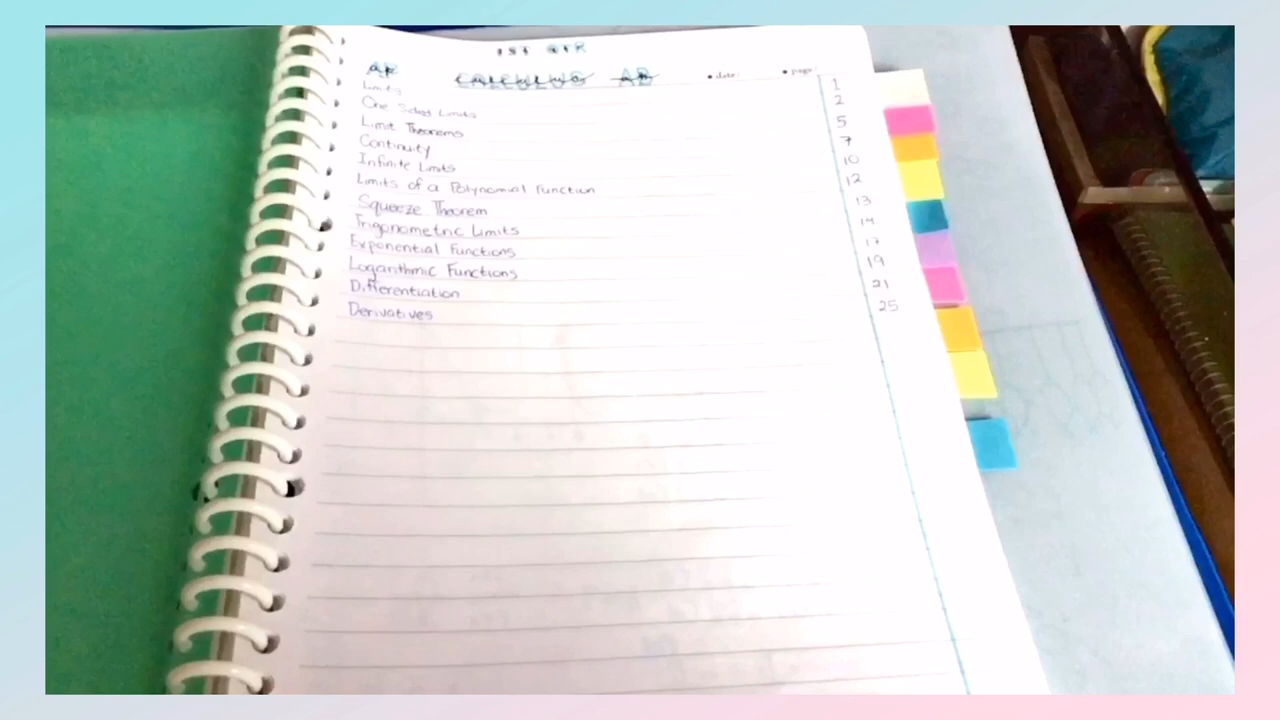 1ST QTR
AP CALCULUS AB • date: • page:
Limits 1
One Sided Limits 2
Limit Theorems 5
Continuity 7
Infinite Limits 10
Limits of a Polynomial Function 12
Squeeze Theorem 13
Trigonometric Limits 14
Exponential Functions 17
Logarithmic Functions 19
Differentiation 21
Derivatives 25